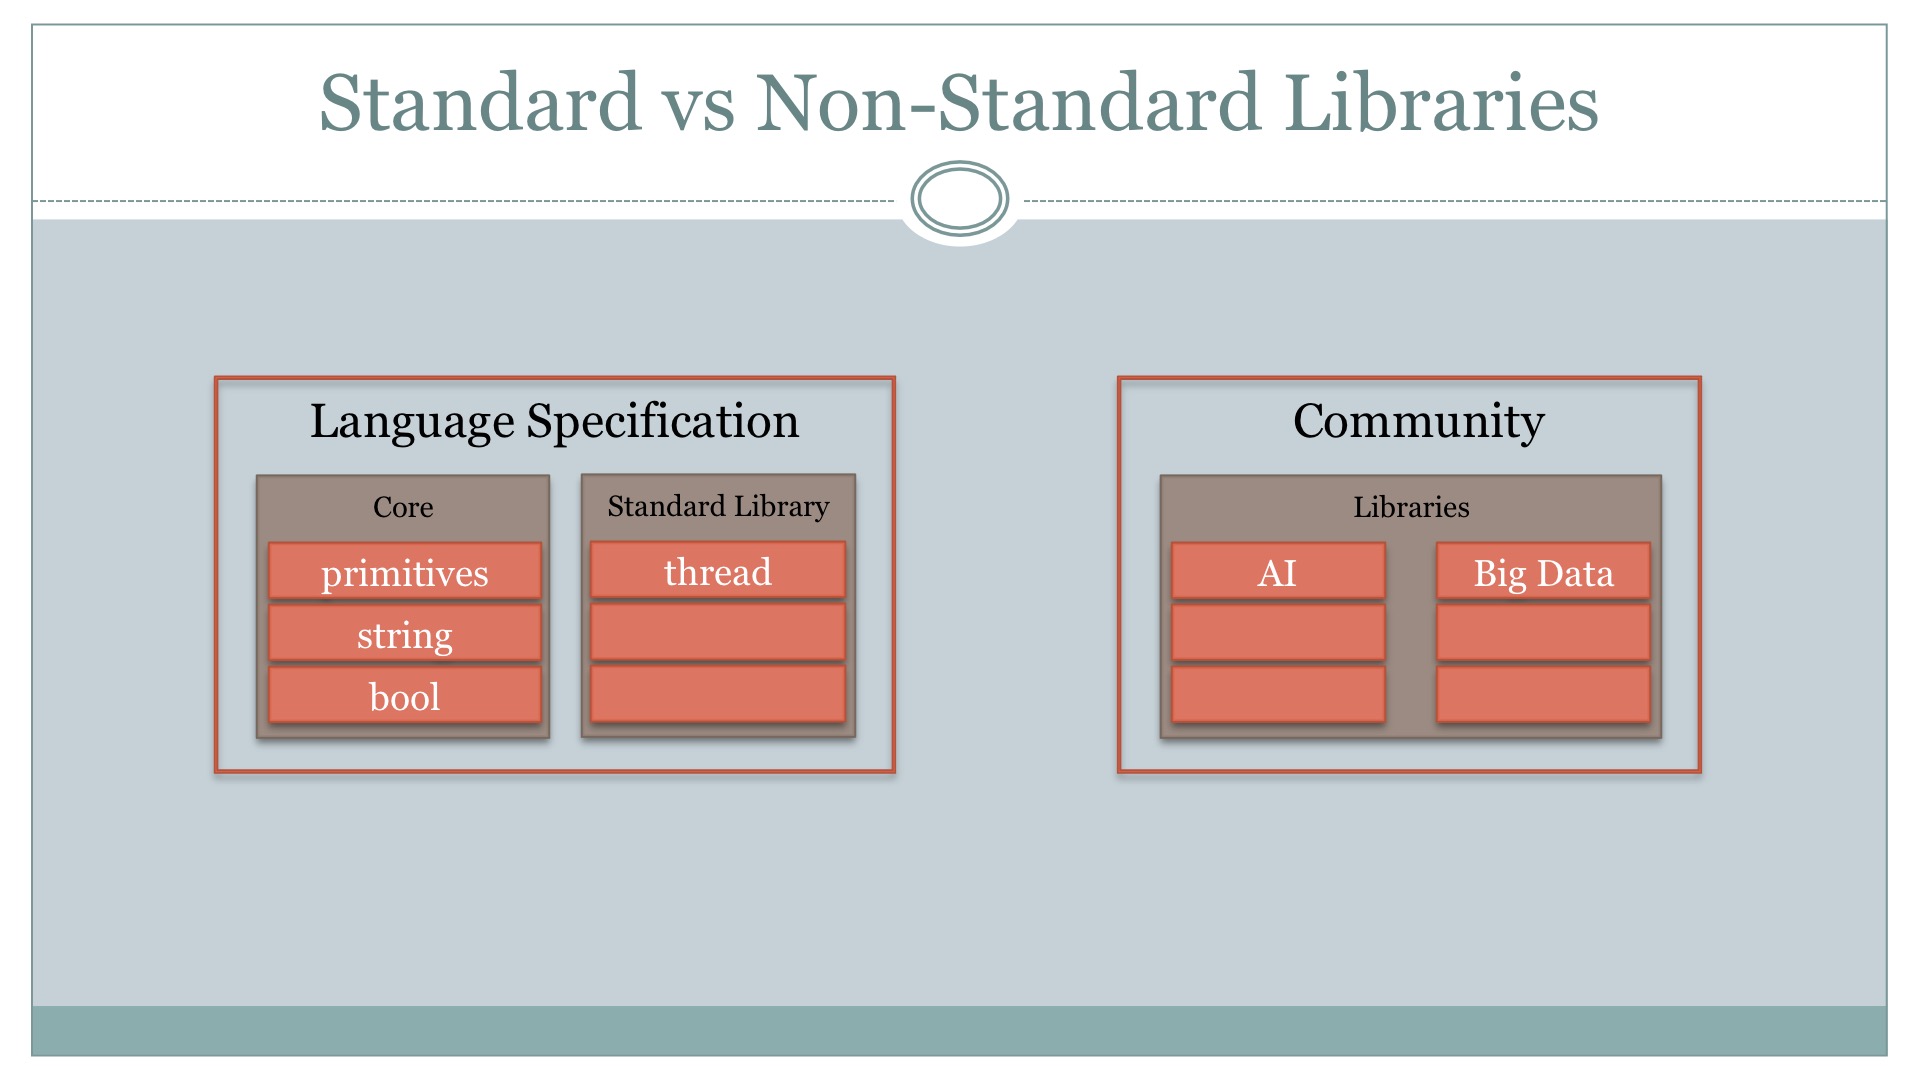 Standard vs Non-Standard Libraries
Language Specification
Core
primitives
string
bool
Standard Library
thread
Community
Libraries
AI
Big Data